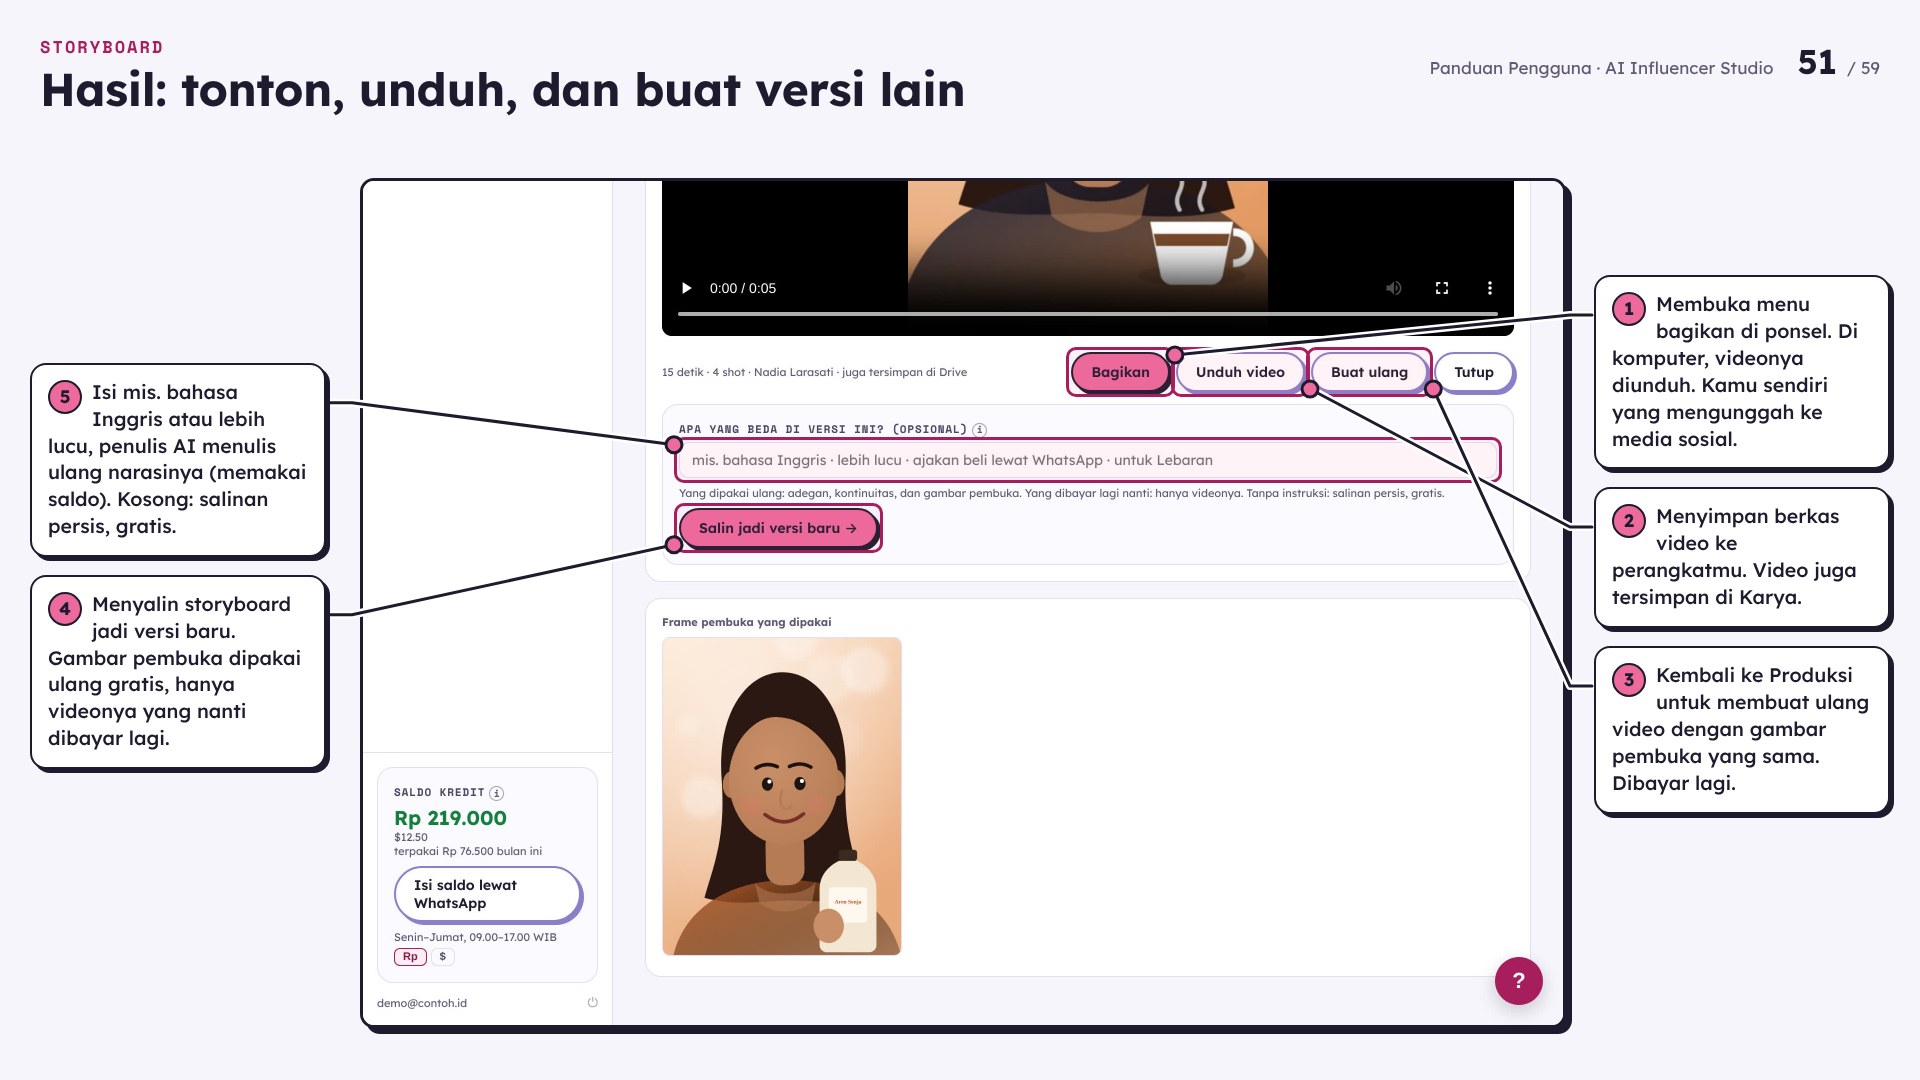 STORYBOARD
Hasil: tonton, unduh, dan buat versi lain
Panduan Pengguna · AI Influencer Studio 51 / 59
0:00 / 0:05
15 detik · 4 shot · Nadia Larasati · juga tersimpan di Drive
Bagikan
Unduh video
Buat ulang
Tutup
APA YANG BEDA DI VERSI INI? (OPSIONAL) i
mis. bahasa Inggris · lebih lucu · ajakan beli lewat WhatsApp · untuk Lebaran
Yang dipakai ulang: adegan, kontinuitas, dan gambar pembuka. Yang dibayar lagi nanti: hanya videonya. Tanpa instruksi: salinan persis, gratis.
Salin jadi versi baru →
Frame pembuka yang dipakai
Aron Senja
SALDO KREDIT i
Rp 219.000
$12.50
terpakai Rp 76.500 bulan ini
Isi saldo lewat
WhatsApp
Senin–Jumat, 09.00–17.00 WIB
Rp $
demo@contoh.id
?
1 Membuka menu
bagikan di ponsel. Di
komputer, videonya
diunduh. Kamu sendiri
yang mengunggah ke
media sosial.
2 Menyimpan berkas
video ke
perangkatmu. Video juga
tersimpan di Karya.
3 Kembali ke Produksi
untuk membuat ulang
video dengan gambar
pembuka yang sama.
Dibayar lagi.
5 Isi mis. bahasa
Inggris atau lebih
lucu, penulis AI menulis
ulang narasinya (memakai
saldo). Kosong: salinan
persis, gratis.
4 Menyalin storyboard
jadi versi baru.
Gambar pembuka dipakai
ulang gratis, hanya
videonya yang nanti
dibayar lagi.